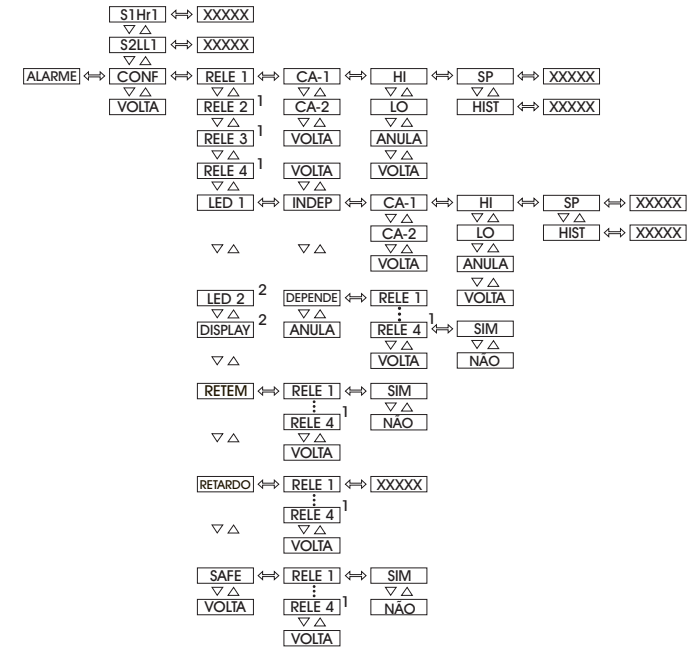 S1Hr1 XXXXX
S2LL1 XXXXX
ALARME CONF RELE 1 CA-1 HI SP XXXXX
VOLTA RELE 2 1 CA-2 LO HIST XXXXX
RELE 3 1 VOLTA ANULA
RELE 4 1 VOLTA VOLTA
LED 1 INDEP CA-1 HI SP XXXXX
CA-2 LO HIST XXXXX
VOLTA ANULA
LED 2 2 DEPENDE RELE 1 VOLTA
DISPLAY 2 ANULA RELE 4 1 SIM
VOLTA NÃO
RETEM RELE 1 SIM
RELE 4 1 NÃO
VOLTA
RETARDO RELE 1 XXXXX
RELE 4 1
VOLTA
SAFE RELE 1 SIM
VOLTA RELE 4 1 NÃO
VOLTA